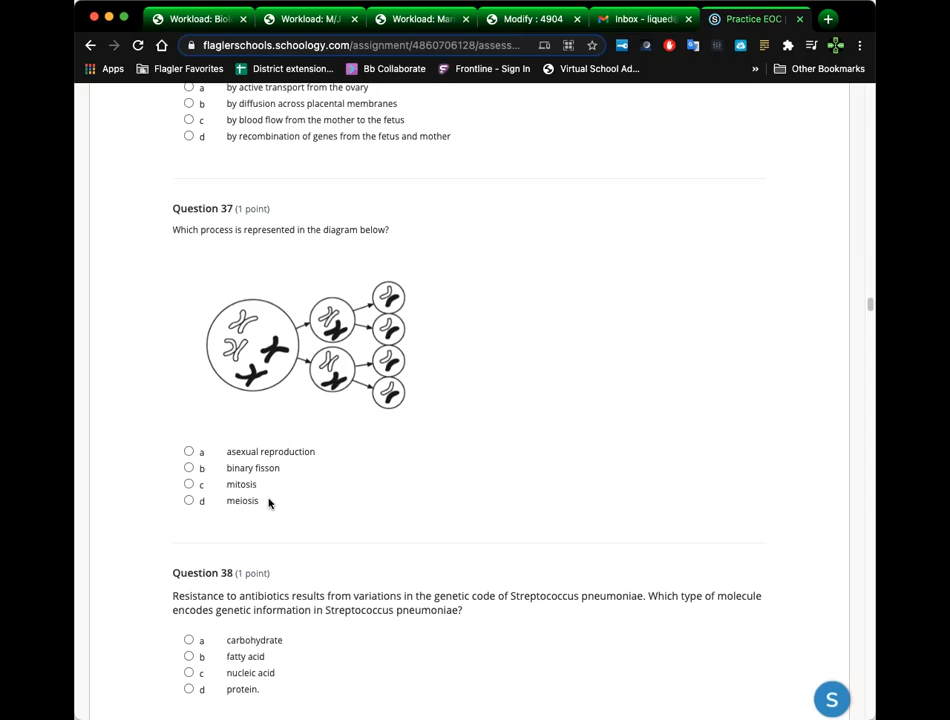 Workload: Biol
Workload: M/J
Workload: Mar
Modify : 4904
Inbox - liqued
Practice EOC |
flaglerschools.schoology.com/assignment/4860706128/assess...
Apps
Flagler Favorites
District extension...
Bb Collaborate
Frontline - Sign In
Virtual School Ad...
»
Other Bookmarks
a by active transport from the ovary
b by diffusion across placental membranes
c by blood flow from the mother to the fetus
d by recombination of genes from the fetus and mother
Question 37 (1 point)
Which process is represented in the diagram below?
a asexual reproduction
b binary fisson
c mitosis
d meiosis
Question 38 (1 point)
Resistance to antibiotics results from variations in the genetic code of Streptococcus pneumoniae. Which type of molecule
encodes genetic information in Streptococcus pneumoniae?
a carbohydrate
b fatty acid
c nucleic acid
d protein.
S